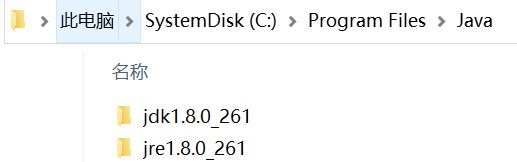 此电脑 > SystemDisk (C:) > Program Files > Java
名称
jdk1.8.0_261
jre1.8.0_261